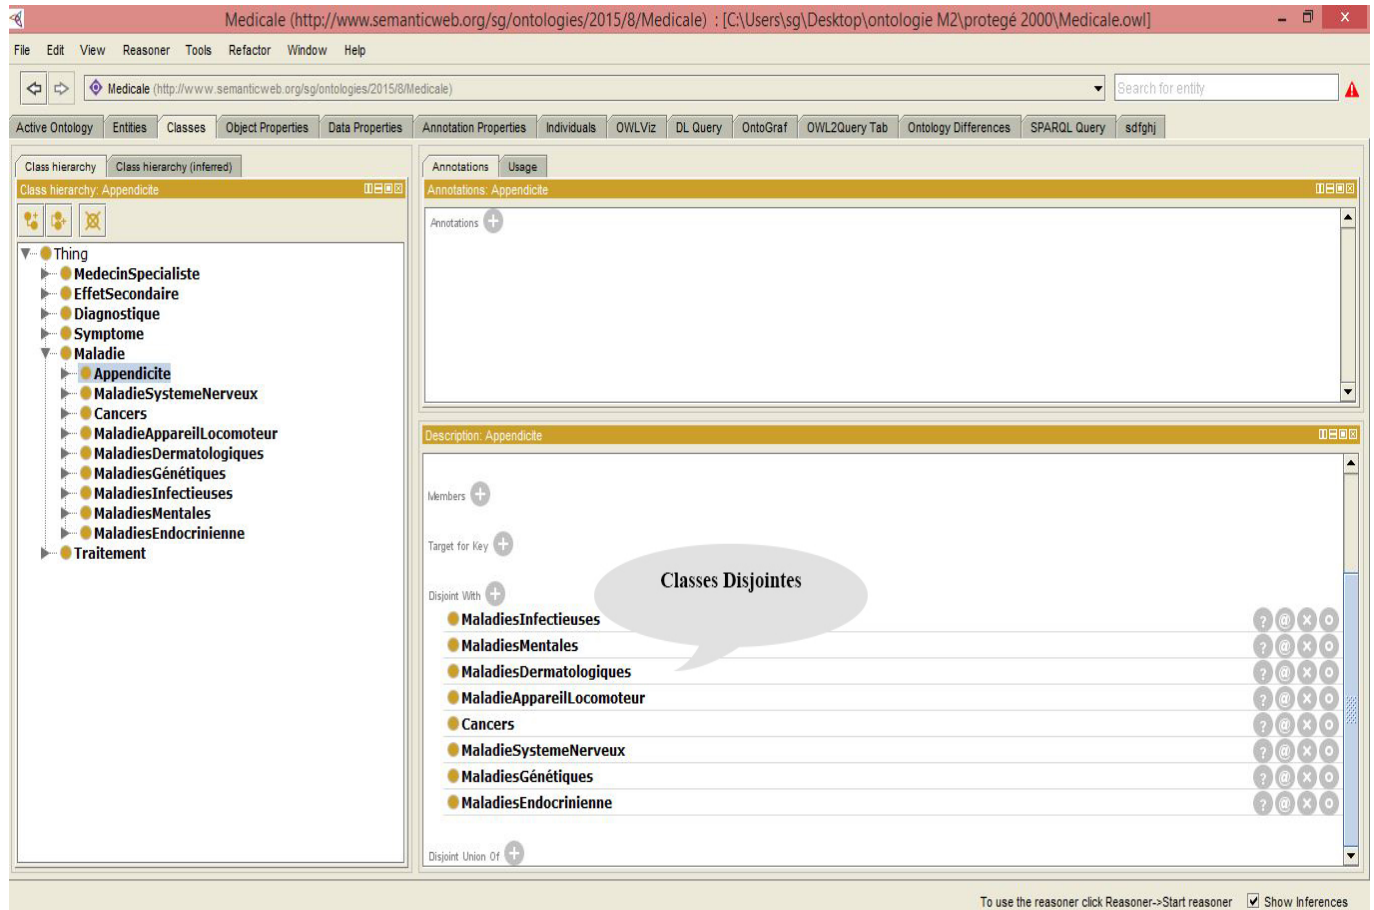 Medicale (http://www.semanticweb.org/sg/ontologies/2015/8/Medicale) : [C:\Users\sg\Desktop\ontologie M2\protegé 2000\Medicale.owl]
File Edit View Reasoner Tools Refactor Window Help
Medicale (http://www.semanticweb.org/sg/ontologies/2015/8/Medicale)
Search for entity
Active Ontology Entities Classes Object Properties Data Properties Annotation Properties Individuals OWLViz DL Query OntoGraf OWL2Query Tab Ontology Differences SPARQL Query sdfghj
Class hierarchy Class hierarchy (inferred)
Class hierarchy: Appendicite
Thing
MedecinSpecialiste
EffetSecondaire
Diagnostique
Symptome
Maladie
Appendicite
MaladieSystemeNerveux
Cancers
MaladieAppareilLocomoteur
MaladiesDermatologiques
MaladiesGénétiques
MaladiesInfectieuses
MaladiesMentales
MaladiesEndocrinienne
Traitement
Annotations Usage
Annotations: Appendicite
Annotations
Description: Appendicite
Members
Target for Key
Classes Disjointes
Disjoint With
MaladiesInfectieuses
MaladiesMentales
MaladiesDermatologiques
MaladieAppareilLocomoteur
Cancers
MaladieSystemeNerveux
MaladiesGénétiques
MaladiesEndocrinienne
Disjoint Union Of
To use the reasoner click Reasoner->Start reasoner Show Inferences